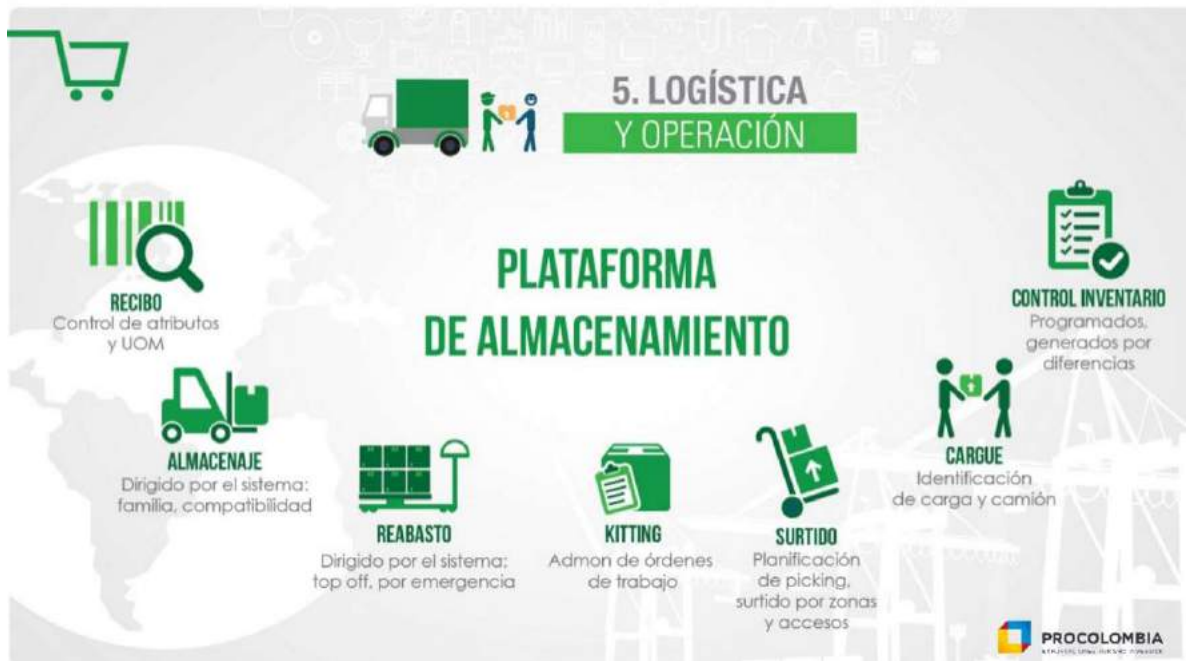 5. LOGÍSTICA
Y OPERACIÓN
PLATAFORMA
DE ALMACENAMIENTO
RECIBO
Control de atributos
y UOM
ALMACENAJE
Dirigido por el sistema:
familia, compatibilidad
REABASTO
Dirigido por el sistema:
top off, por emergencia
KITTING
Admon de órdenes
de trabajo
SURTIDO
Planificación
de picking,
surtido por zonas
y accesos
CARGUE
Identificación
de carga y camión
CONTROL INVENTARIO
Programados,
generados por
diferencias
PROCOLOMBIA